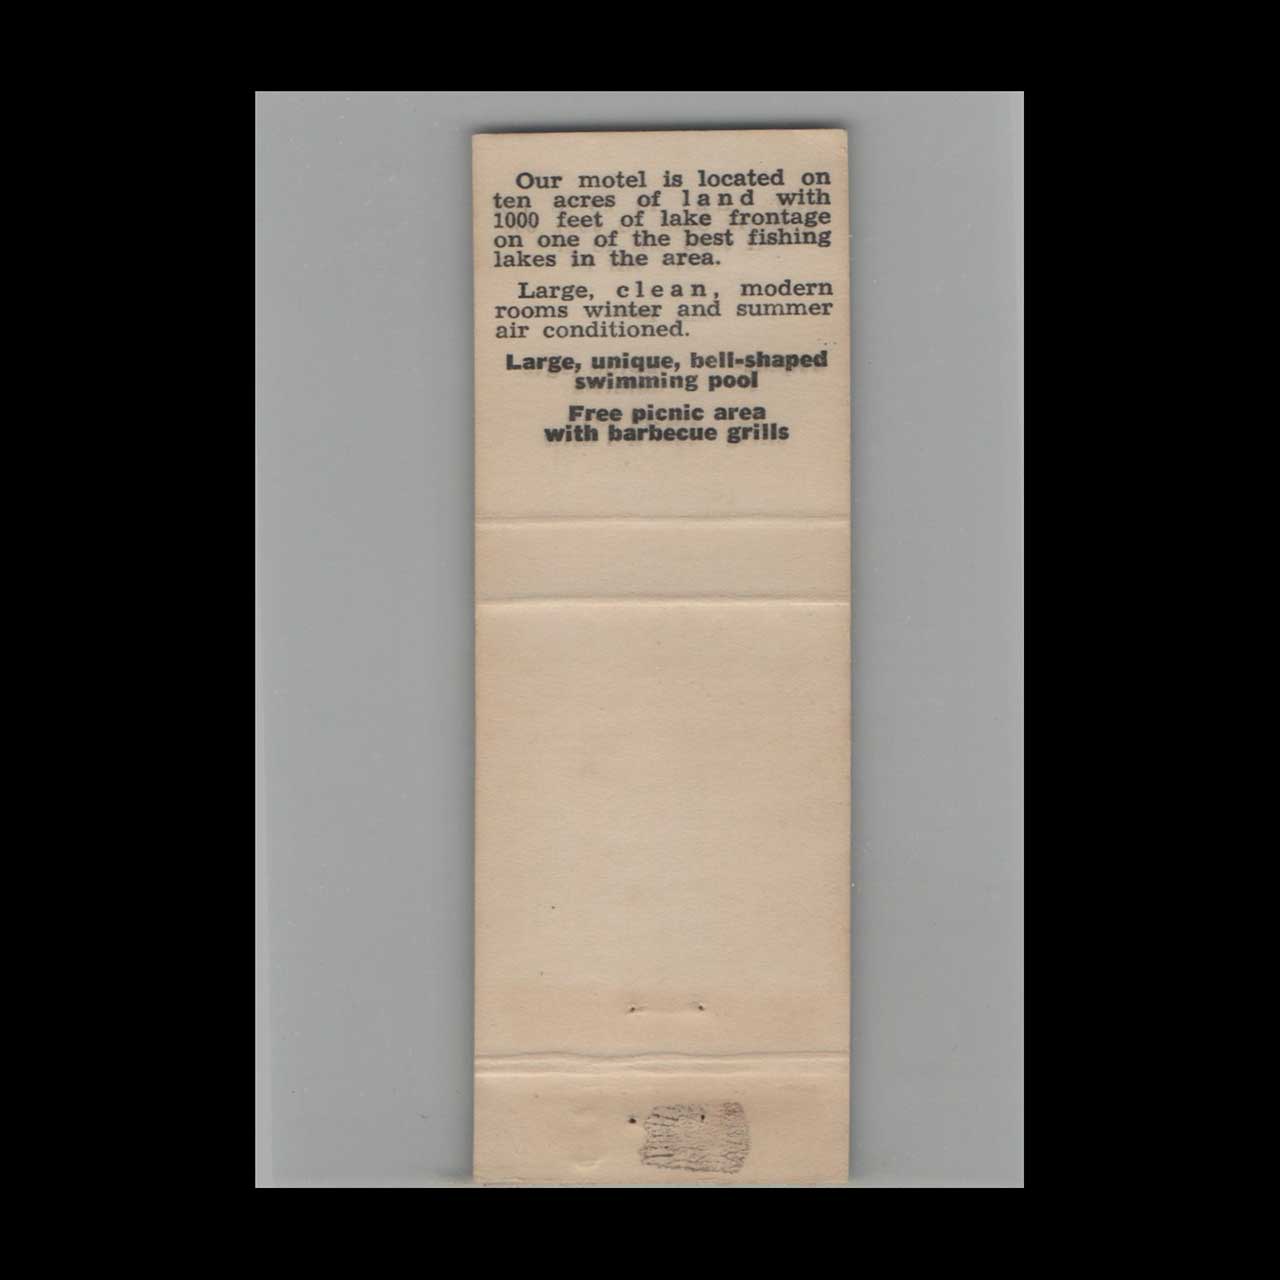 Our motel is located on
ten acres of land with
1000 feet of lake frontage
on one of the best fishing
lakes in the area.
Large, clean, modern
rooms winter and summer
air conditioned.
Large, unique, bell-shaped
swimming pool
Free picnic area
with barbecue grills